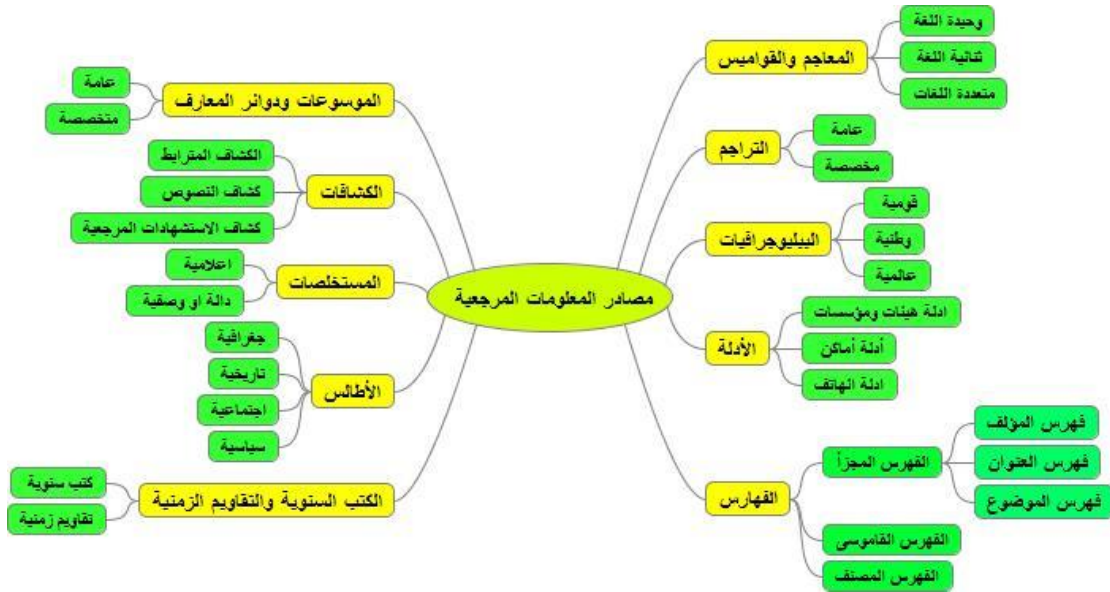 مصادر المعلومات المرجعية
المعاجم والقواميس
وحيدة اللغة
ثنائية اللغة
متعددة اللغات
التراجم
عامة
مخصصة
الببليوجرافيات
قومية
وطنية
عالمية
الأدلة
ادلة هيئات ومؤسسات
أدلة أماكن
ادلة الهاتف
الفهارس
الفهرس المجزأ
فهرس المؤلف
فهرس العنوان
فهرس الموضوع
الفهرس القاموسى
الفهرس المصنف
الموسوعات ودوائر المعارف
عامة
متخصصة
الكشافات
الكشاف المترابط
كشاف النصوص
كشاف الاستشهادات المرجعية
المستخلصات
اعلامية
دالة او وصفية
الأطالس
جغرافية
تاريخية
اجتماعية
سياسية
الكتب السنوية والتقاويم الزمنية
كتب سنوية
تقاويم زمنية